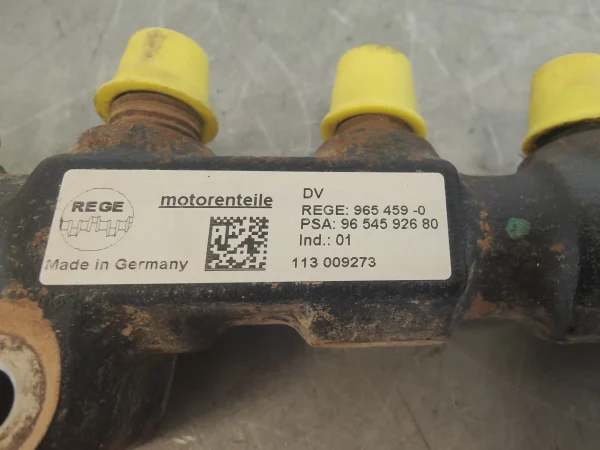 REGE
motorenteile
Made in Germany
DV
REGE: 965 459 -0
PSA: 96 545 926 80
Ind.: 01
113 009273